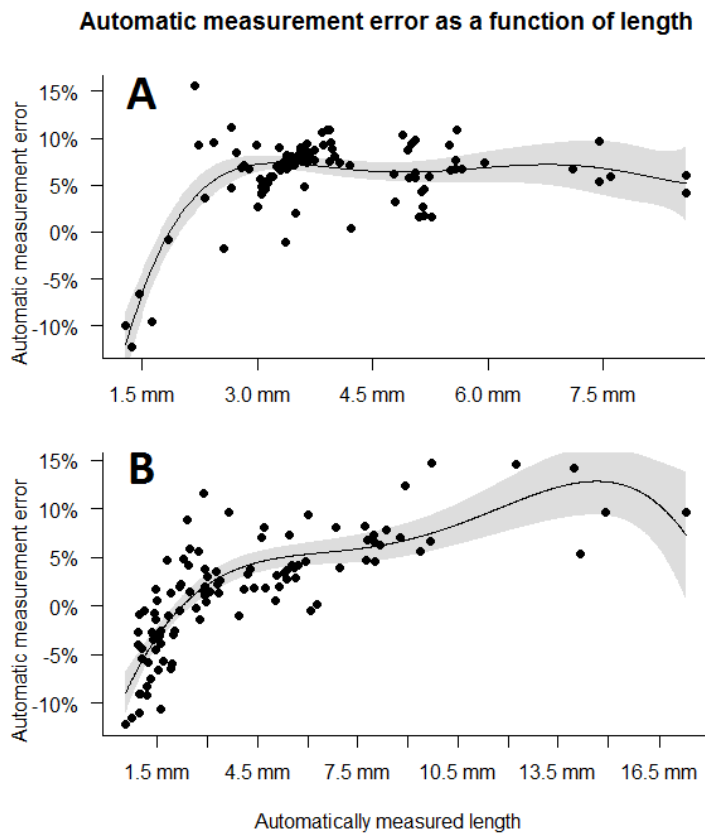 Automatic measurement error as a function of length
A
Automatic measurement error
15%
10%
5%
0%
-5%
-10%
1.5 mm 3.0 mm 4.5 mm 6.0 mm 7.5 mm
B
Automatic measurement error
15%
10%
5%
0%
-5%
-10%
1.5 mm 4.5 mm 7.5 mm 10.5 mm 13.5 mm 16.5 mm
Automatically measured length